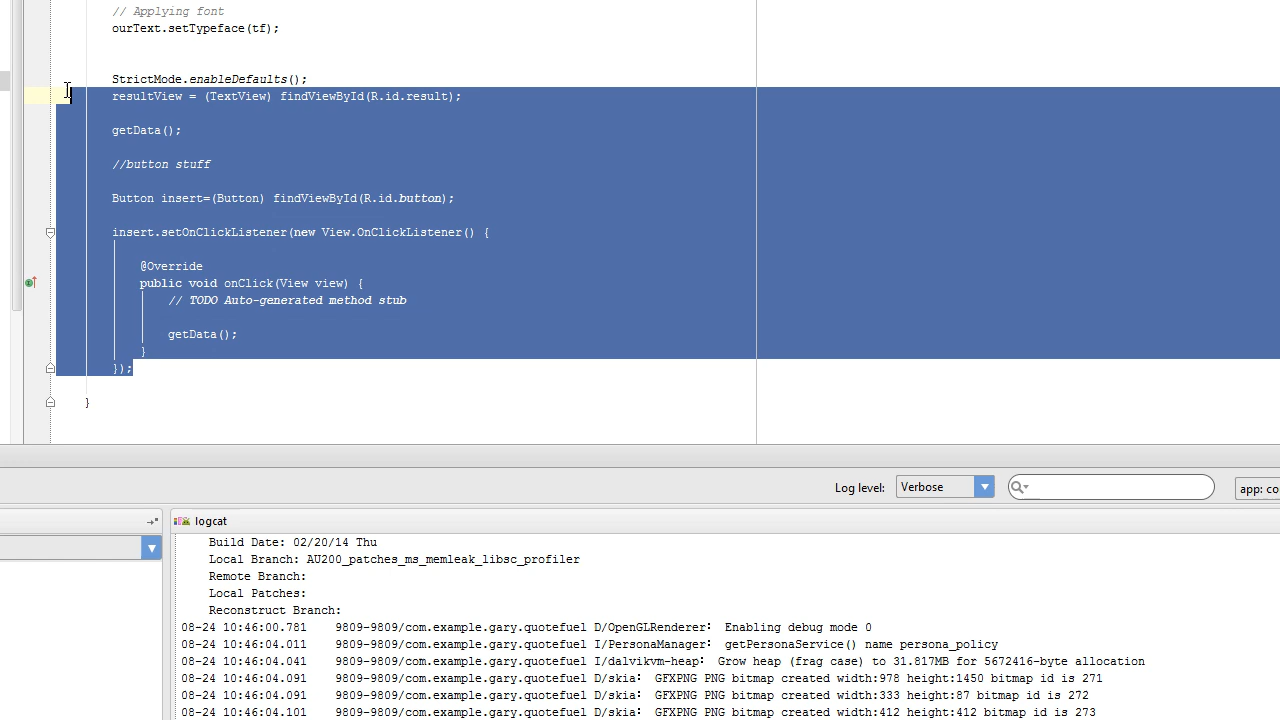 // Applying font
ourText.setTypeface(tf);
StrictMode.enableDefaults();
resultView = (TextView) findViewById(R.id.result);
getData();
//button stuff
Button insert=(Button) findViewById(R.id.button);
insert.setOnClickListener(new View.OnClickListener() {
@Override
public void onClick(View view) {
// TODO Auto-generated method stub
getData();
}
});
}
Log level: Verbose app: co
logcat
Build Date: 02/20/14 Thu
Local Branch: AU200_patches_ms_memleak_libsc_profiler
Remote Branch:
Local Patches:
Reconstruct Branch:
08-24 10:46:00.781 9809-9809/com.example.gary.quotefuel D/OpenGLRenderer: Enabling debug mode 0
08-24 10:46:04.011 9809-9809/com.example.gary.quotefuel I/PersonaManager: getPersonaService() name persona_policy
08-24 10:46:04.041 9809-9809/com.example.gary.quotefuel I/dalvikvm-heap: Grow heap (frag case) to 31.817MB for 5672416-byte allocation
08-24 10:46:04.091 9809-9809/com.example.gary.quotefuel D/skia: GFXPNG PNG bitmap created width:978 height:1450 bitmap id is 271
08-24 10:46:04.091 9809-9809/com.example.gary.quotefuel D/skia: GFXPNG PNG bitmap created width:333 height:87 bitmap id is 272
08-24 10:46:04.101 9809-9809/com.example.gary.quotefuel D/skia: GFXPNG PNG bitmap created width:412 height:412 bitmap id is 273